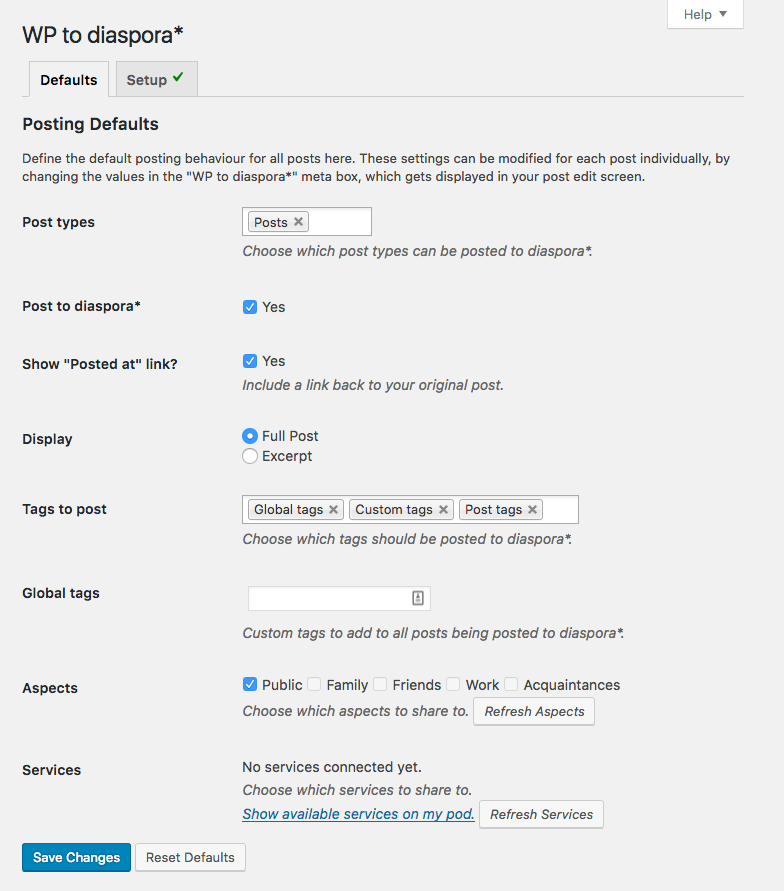 Help
WP to diaspora*
Defaults
Setup
Posting Defaults
Define the default posting behaviour for all posts here. These settings can be modified for each post individually, by
changing the values in the "WP to diaspora*" meta box, which gets displayed in your post edit screen.
Post types
Posts
Choose which post types can be posted to diaspora*.
Post to diaspora*
Yes
Show "Posted at" link?
Yes
Include a link back to your original post.
Display
Full Post
Excerpt
Tags to post
Global tags Custom tags Post tags
Choose which tags should be posted to diaspora*.
Global tags
Custom tags to add to all posts being posted to diaspora*.
Aspects
Public Family Friends Work Acquaintances
Choose which aspects to share to. Refresh Aspects
Services
No services connected yet.
Choose which services to share to.
Show available services on my pod. Refresh Services
Save Changes Reset Defaults